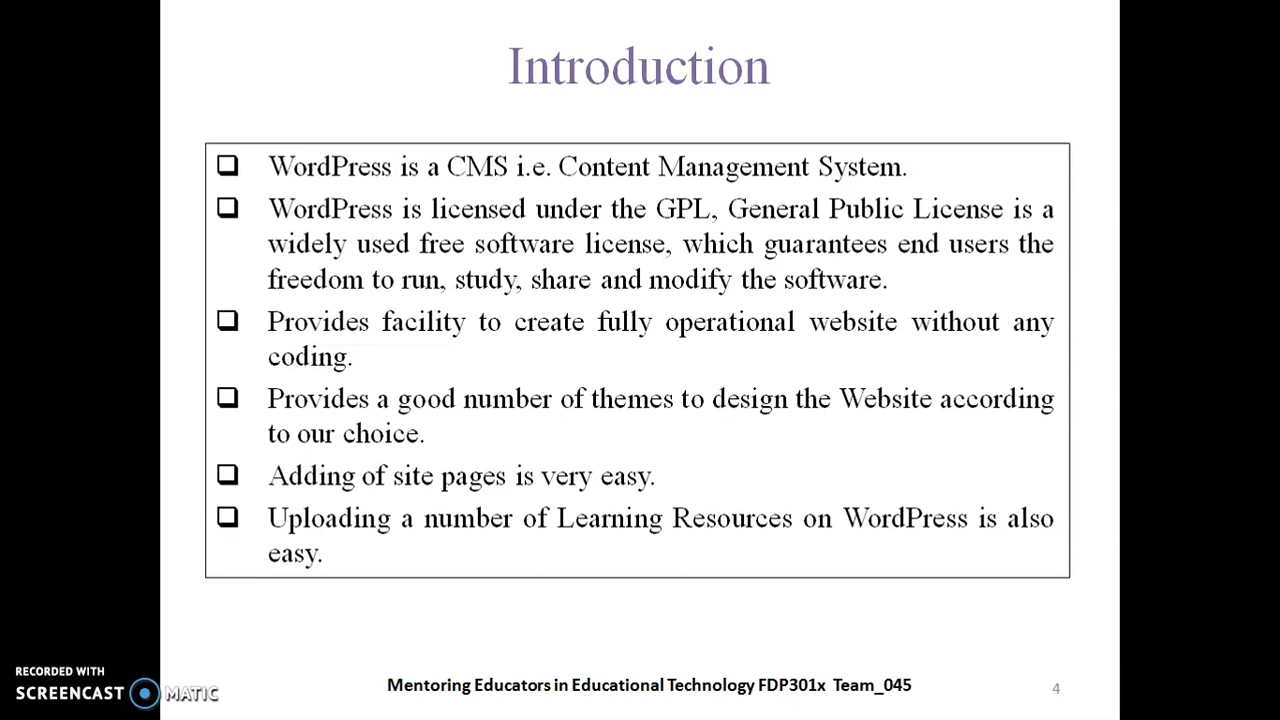 Introduction
❑ WordPress is a CMS i.e. Content Management System.
❑ WordPress is licensed under the GPL, General Public License is a
widely used free software license, which guarantees end users the
freedom to run, study, share and modify the software.
❑ Provides facility to create fully operational website without any
coding.
❑ Provides a good number of themes to design the Website according
to our choice.
❑ Adding of site pages is very easy.
❑ Uploading a number of Learning Resources on WordPress is also
easy.
Mentoring Educators in Educational Technology FDP301x Team_045
4
RECORDED WITH
SCREENCAST MATIC